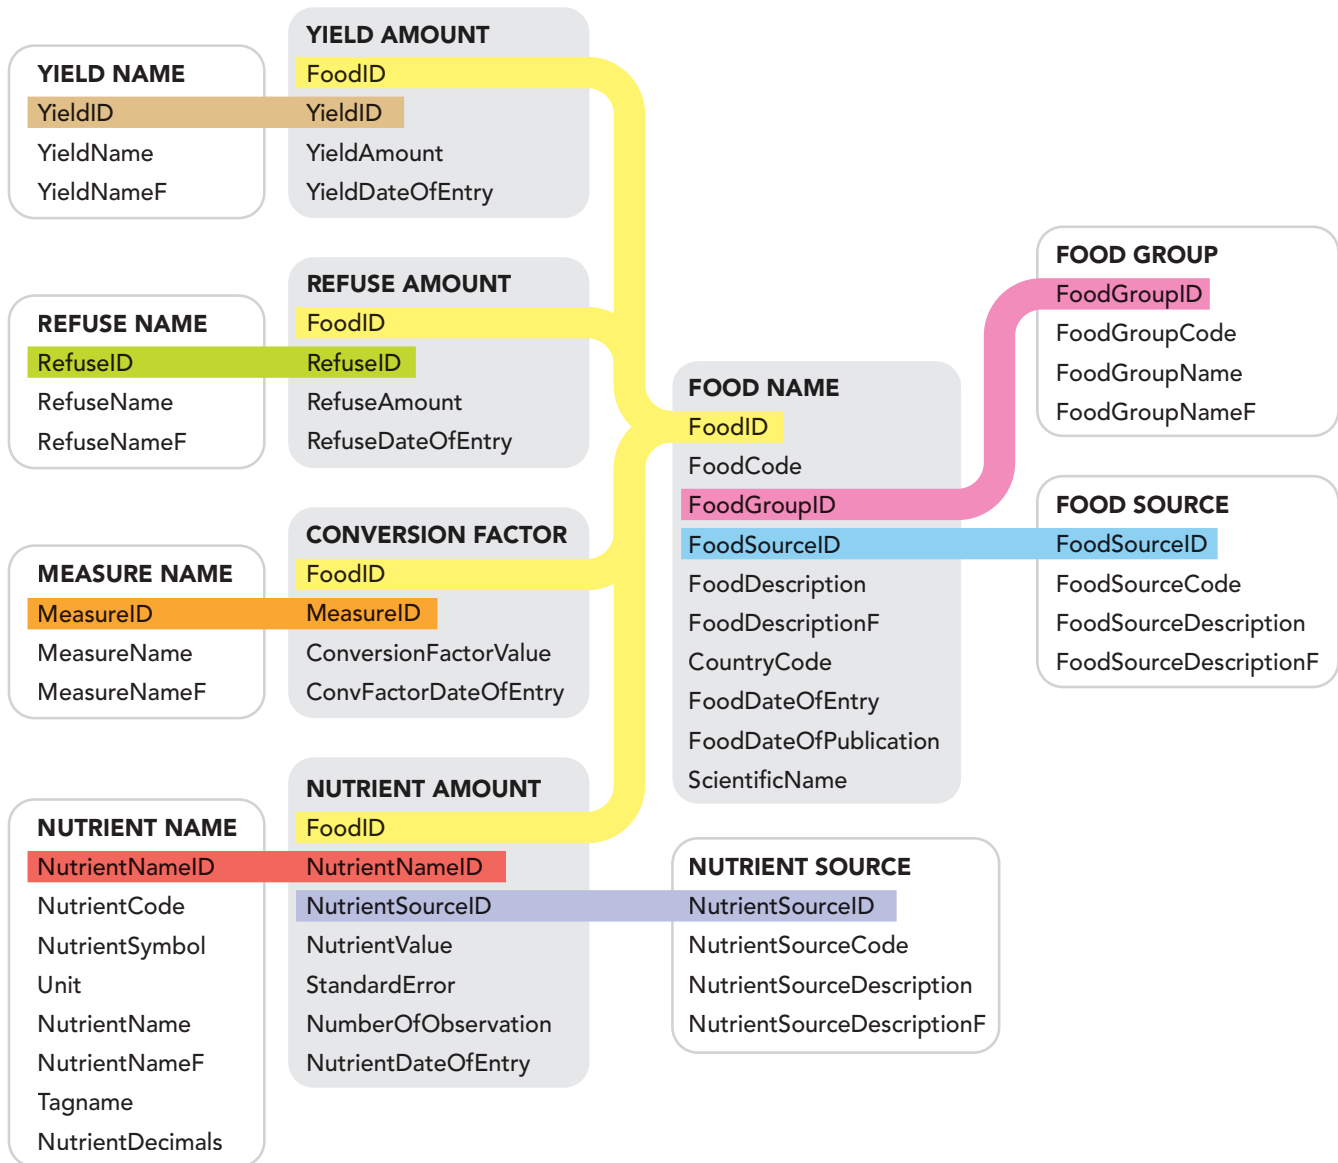 YIELD NAME
YieldID
YieldName
YieldNameF
YIELD AMOUNT
FoodID
YieldID
YieldAmount
YieldDateOfEntry
REFUSE NAME
RefuseID
RefuseName
RefuseNameF
REFUSE AMOUNT
FoodID
RefuseID
RefuseAmount
RefuseDateOfEntry
MEASURE NAME
MeasureID
MeasureName
MeasureNameF
CONVERSION FACTOR
FoodID
MeasureID
ConversionFactorValue
ConvFactorDateOfEntry
NUTRIENT NAME
NutrientNameID
NutrientCode
NutrientSymbol
Unit
NutrientName
NutrientNameF
Tagname
NutrientDecimals
NUTRIENT AMOUNT
FoodID
NutrientNameID
NutrientSourceID
NutrientValue
StandardError
NumberOfObservation
NutrientDateOfEntry
FOOD NAME
FoodID
FoodCode
FoodGroupID
FoodSourceID
FoodDescription
FoodDescriptionF
CountryCode
FoodDateOfEntry
FoodDateOfPublication
ScientificName
NUTRIENT SOURCE
NutrientSourceID
NutrientSourceCode
NutrientSourceDescription
NutrientSourceDescriptionF
FOOD GROUP
FoodGroupID
FoodGroupCode
FoodGroupName
FoodGroupNameF
FOOD SOURCE
FoodSourceID
FoodSourceCode
FoodSourceDescription
FoodSourceDescriptionF